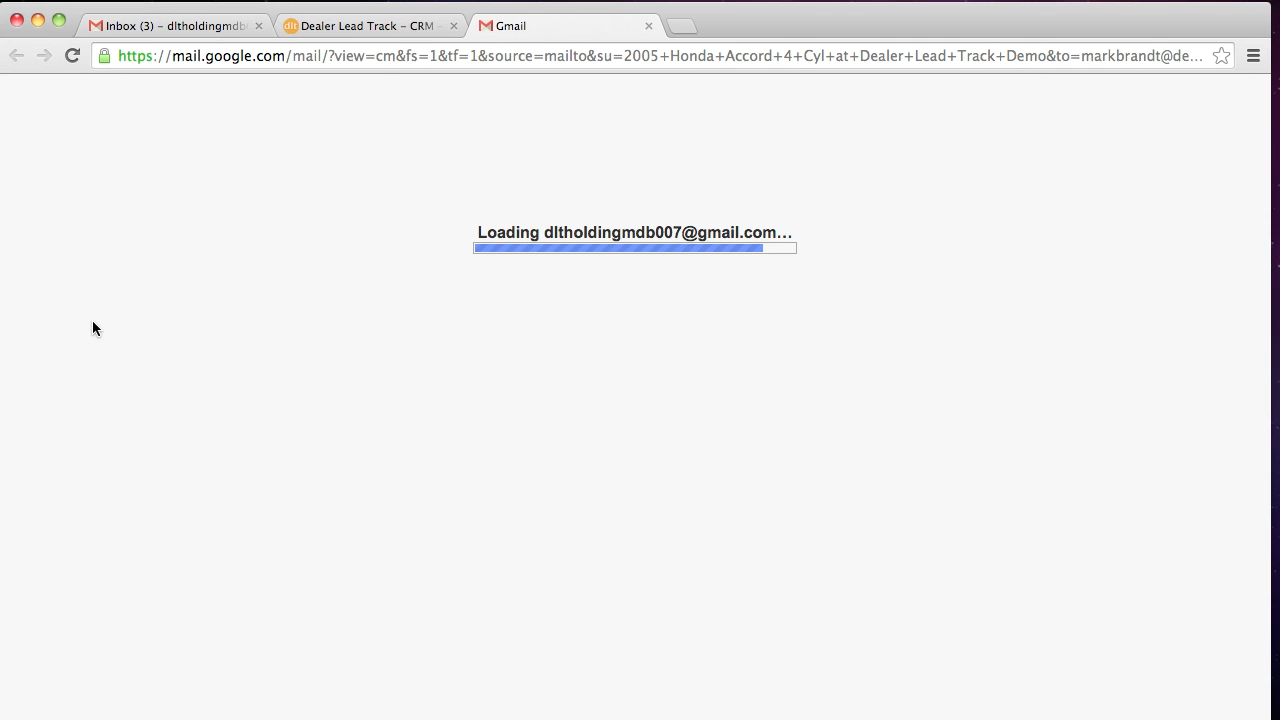 Inbox (3) – dltholdingmdb
dlt Dealer Lead Track – CRM
Gmail
https://mail.google.com/mail/?view=cm&fs=1&tf=1&source=mailto&su=2005+Honda+Accord+4+Cyl+at+Dealer+Lead+Track+Demo&to=markbrandt@de...
Loading dltholdingmdb007@gmail.com...